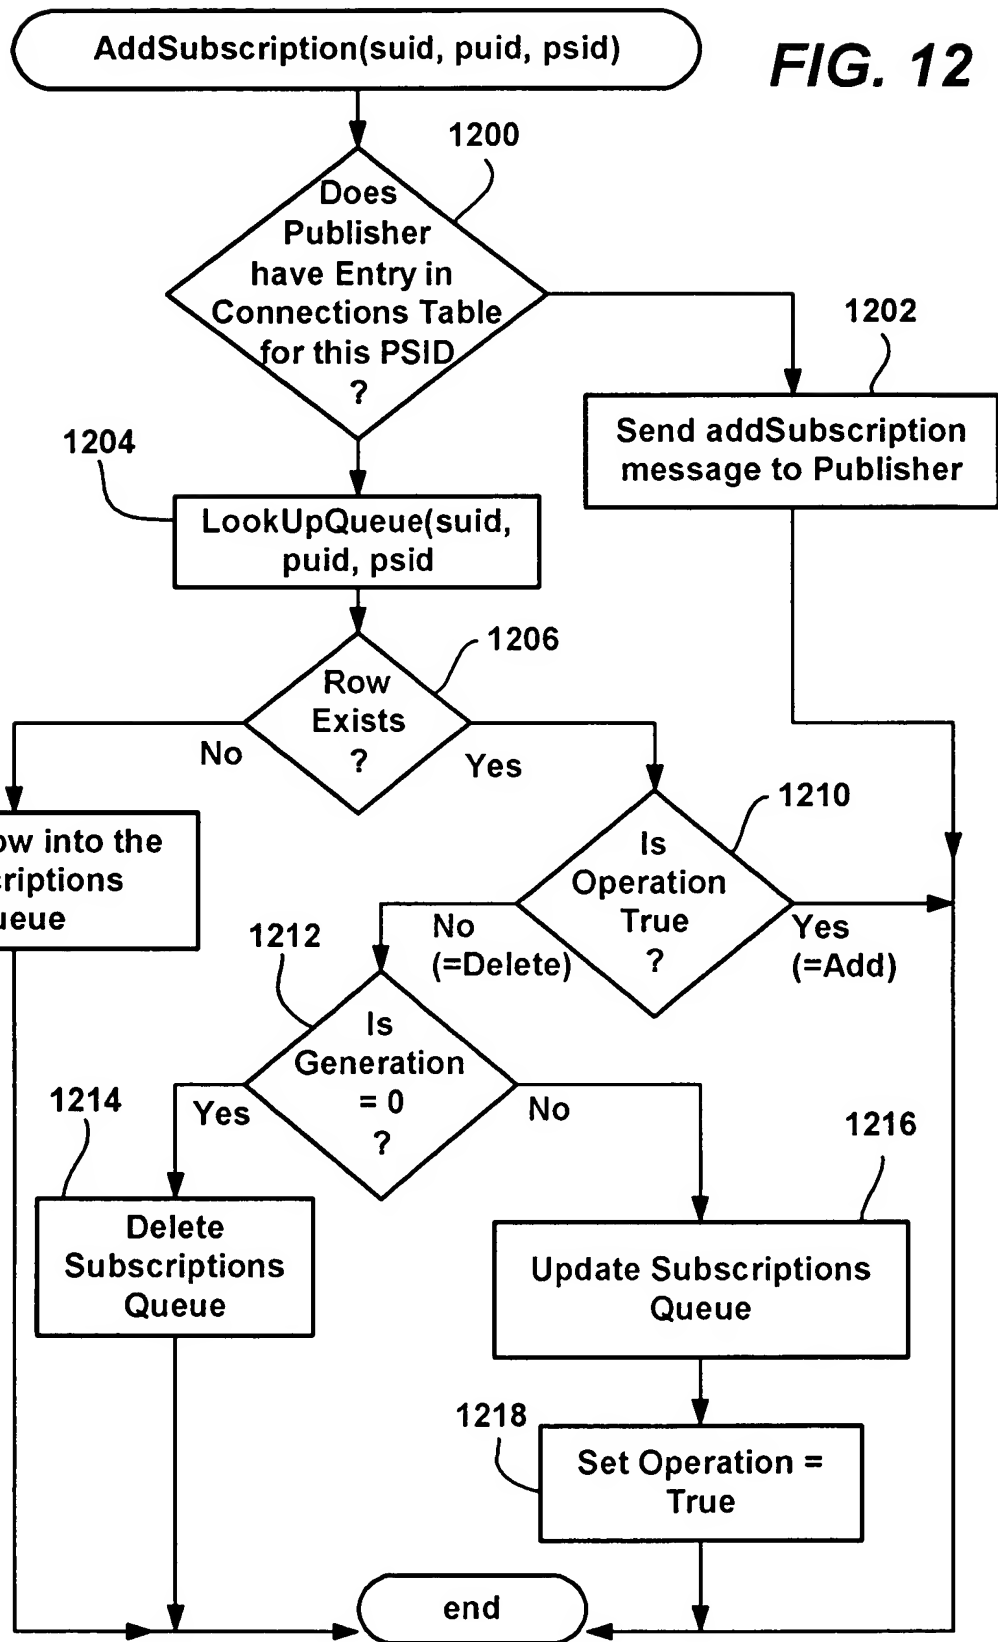 AddSubscription(suid, puid, psid)
FIG. 12
1200
Does
Publisher
have Entry in
Connections Table
for this PSID
?
1202
Send addSubscription
message to Publisher
1204
LookUpQueue(suid,
puid, psid
1206
Row
Exists
?
No
Yes
1210
Is
Operation
True
?
No
(=Delete)
Yes
(=Add)
into the
1212
Is
Generation
= 0
?
Yes
No
1214
Delete
Subscriptions
Queue
1216
Update Subscriptions
Queue
1218
Set Operation =
True
end